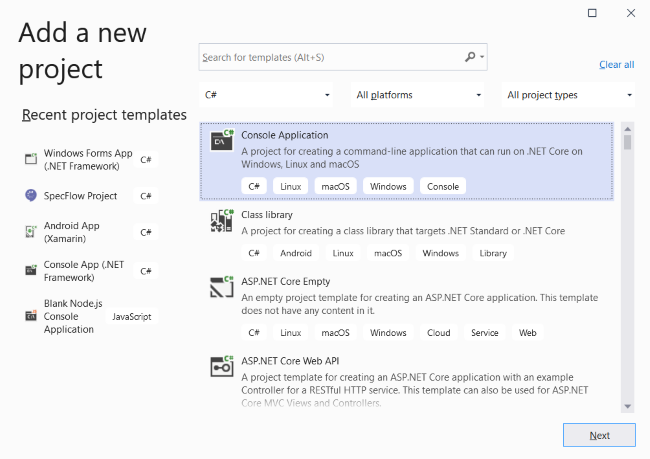 Add a new
project
Recent project templates
Windows Forms App
(.NET Framework)
C#
SpecFlow Project
C#
Android App
(Xamarin)
C#
Console App (.NET
Framework)
C#
Blank Node.js
Console
Application
JavaScript
Search for templates (Alt+S)
Clear all
C#
All platforms
All project types
Console Application
A project for creating a command-line application that can run on .NET Core on
Windows, Linux and macOS
C# Linux macOS Windows Console
Class library
A project for creating a class library that targets .NET Standard or .NET Core
C# Android Linux macOS Windows Library
ASP.NET Core Empty
An empty project template for creating an ASP.NET Core application. This template
does not have any content in it.
C# Linux macOS Windows Cloud Service Web
ASP.NET Core Web API
A project template for creating an ASP.NET Core application with an example
Controller for a RESTful HTTP service. This template can also be used for ASP.NET
Core MVC Views and Controllers.
Next